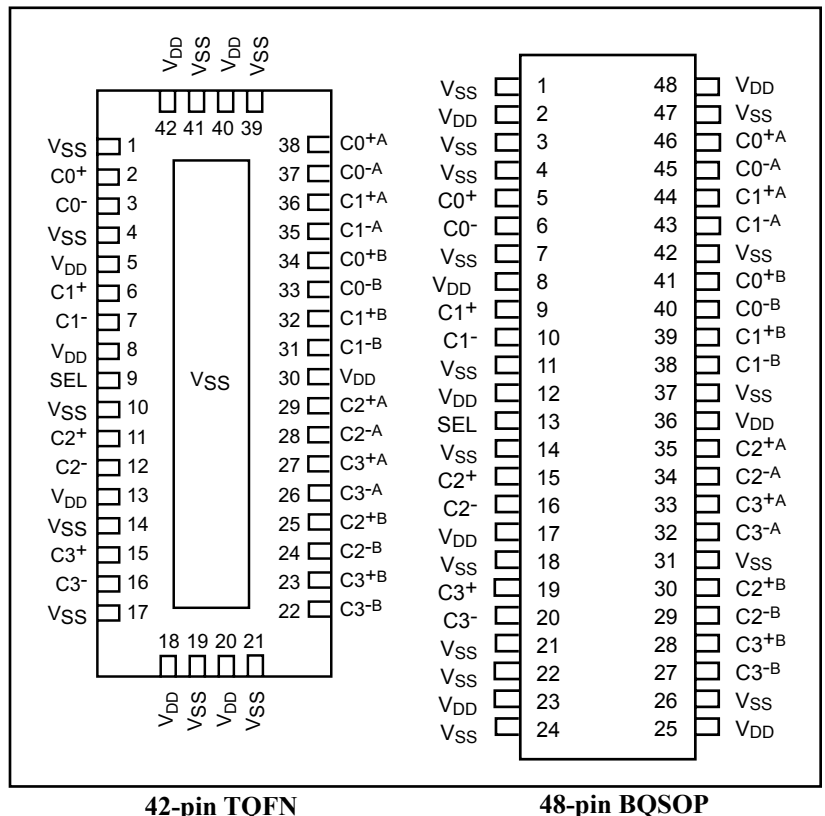 VDD VSS VDD VSS
42 41 40 39
VSS 1
C0+ 2
C0- 3
VSS 4
VDD 5
C1+ 6
C1- 7
VDD 8
SEL 9
VSS 10
C2+ 11
C2- 12
VDD 13
VSS 14
C3+ 15
C3- 16
VSS 17
VSS
38 C0+A
37 C0-A
36 C1+A
35 C1-A
34 C0+B
33 C0-B
32 C1+B
31 C1-B
30 VDD
29 C2+A
28 C2-A
27 C3+A
26 C3-A
25 C2+B
24 C2-B
23 C3+B
22 C3-B
18 19 20 21
VDD VSS VDD VSS
42-pin TQFN
VSS 1 48 VDD
VDD 2 47 VSS
VSS 3 46 C0+A
VSS 4 45 C0-A
C0+ 5 44 C1+A
C0- 6 43 C1-A
VSS 7 42 VSS
VDD 8 41 C0+B
C1+ 9 40 C0-B
C1- 10 39 C1+B
VSS 11 38 C1-B
VDD 12 37 VSS
SEL 13 36 VDD
VSS 14 35 C2+A
C2+ 15 34 C2-A
C2- 16 33 C3+A
VDD 17 32 C3-A
VSS 18 31 VSS
C3+ 19 30 C2+B
C3- 20 29 C2-B
VSS 21 28 C3+B
VSS 22 27 C3-B
VDD 23 26 VSS
VSS 24 25 VDD
48-pin BQSOP